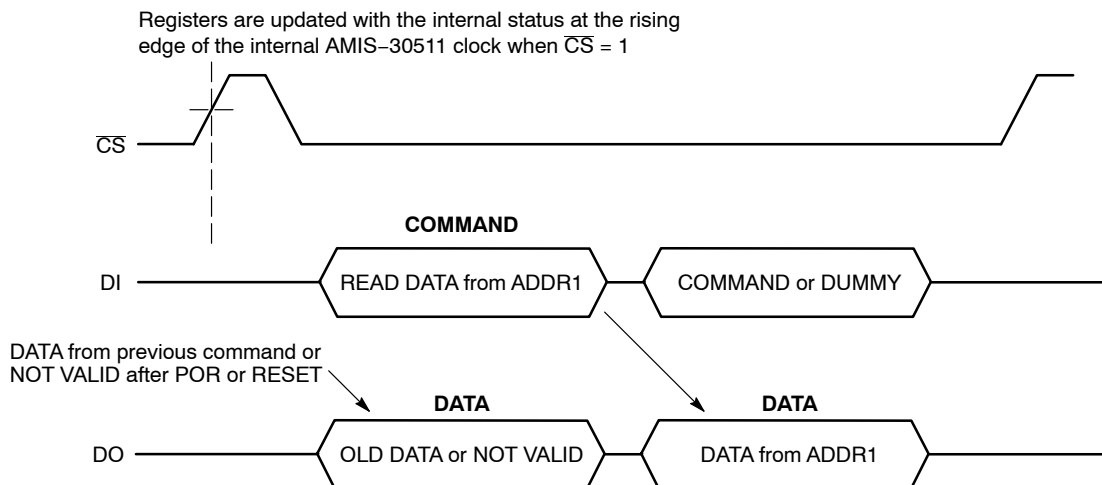 Registers are updated with the internal status at the rising
edge of the internal AMIS−30511 clock when C̅S̅ = 1
C̅S̅
COMMAND
DI
READ DATA from ADDR1
COMMAND or DUMMY
DATA from previous command or
NOT VALID after POR or RESET
DATA
DATA
DO
OLD DATA or NOT VALID
DATA from ADDR1